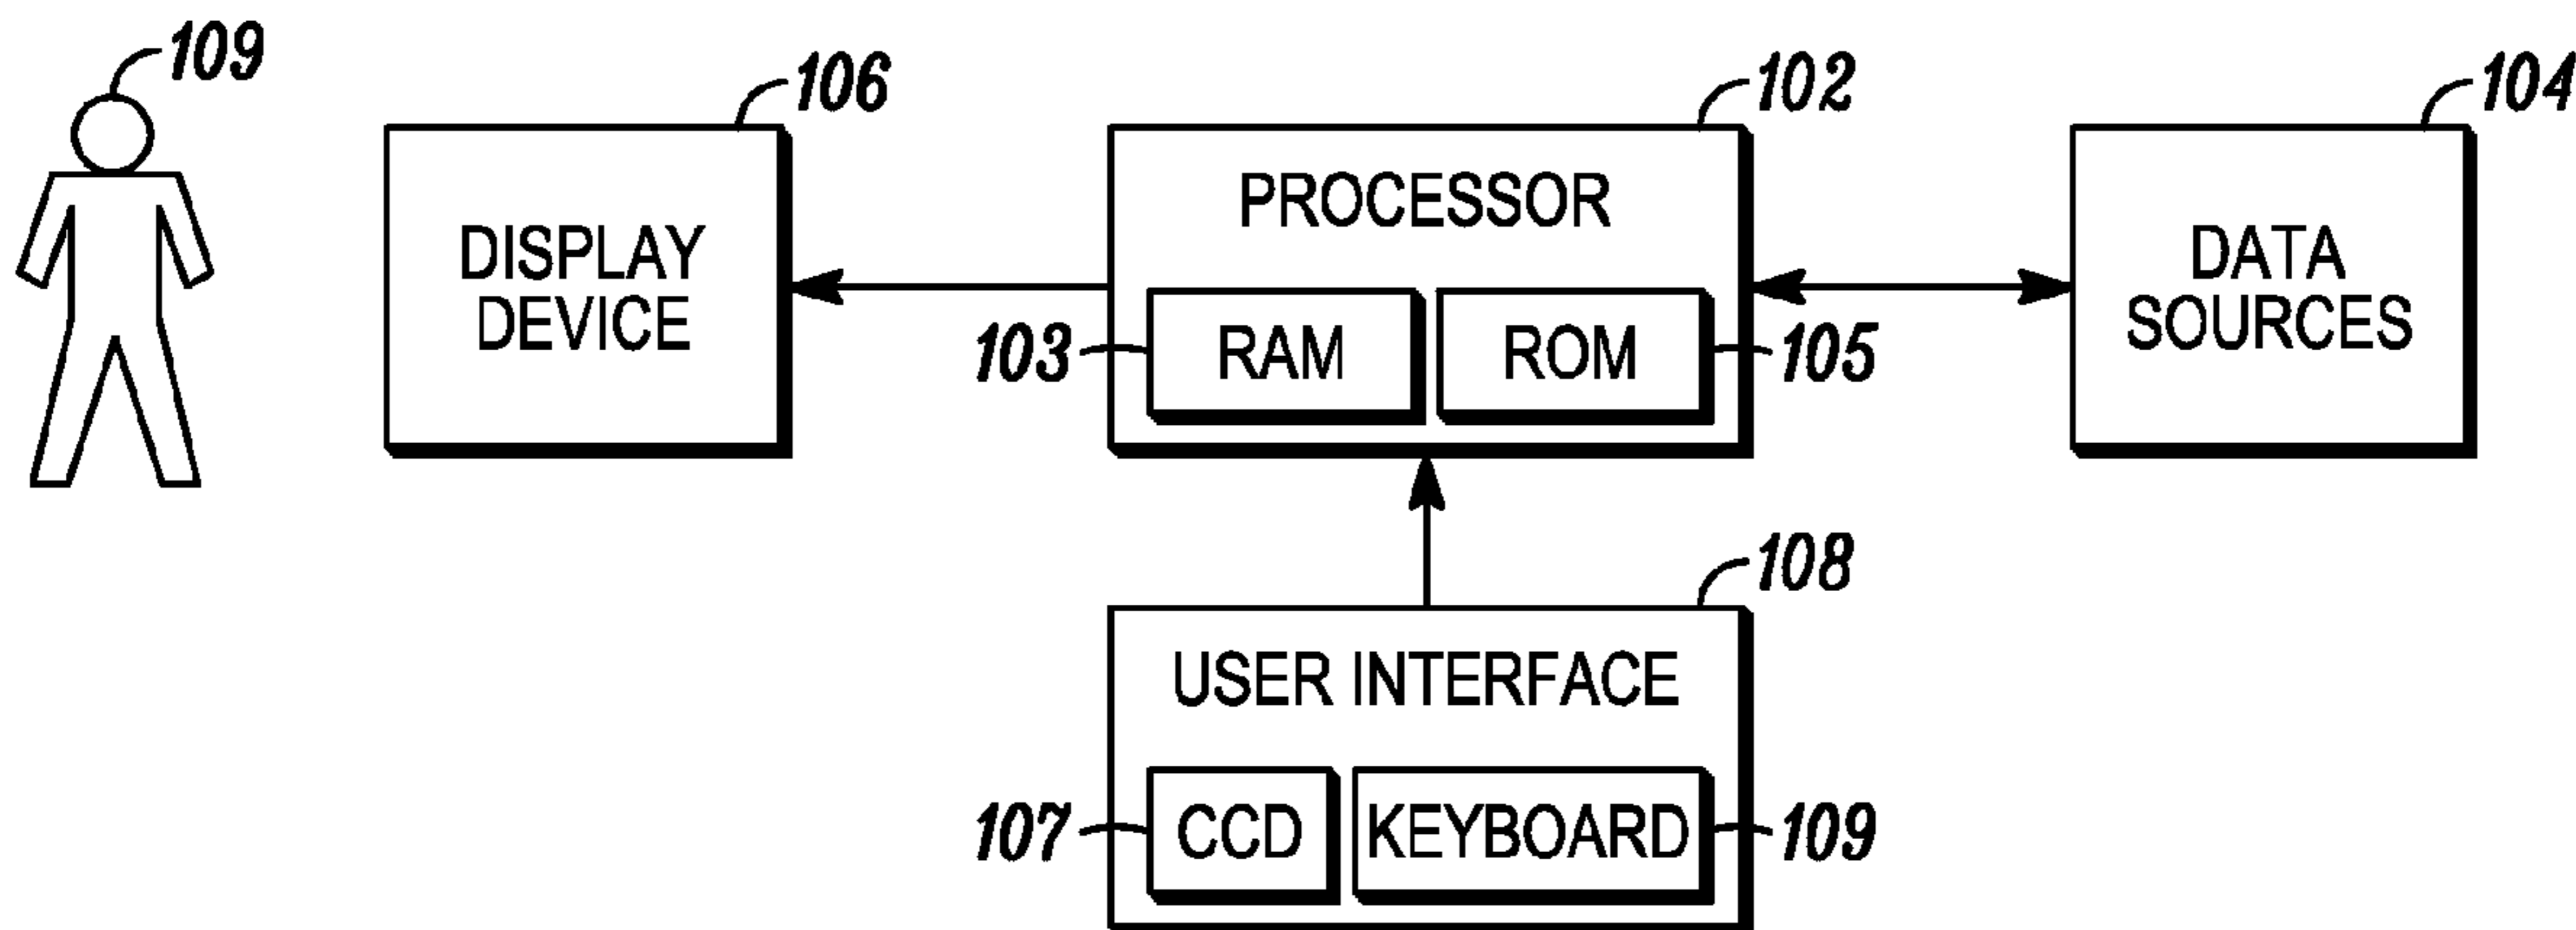 109
106
102
104
PROCESSOR
DISPLAY
DEVICE
DATA
SOURCES
103
RAM
ROM
105
108
USER INTERFACE
107
CCD
KEYBOARD
109